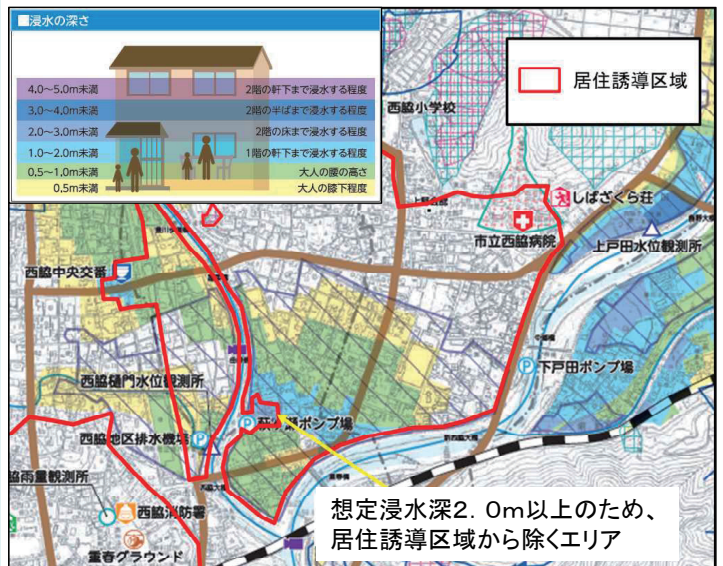 ■浸水の深さ
4.0～5.0m未満 2階の軒下まで浸水する程度
3.0～4.0m未満 2階の半ばまで浸水する程度
2.0～3.0m未満 2階の床まで浸水する程度
1.0～2.0m未満 1階の軒下まで浸水する程度
0.5～1.0m未満 大人の腰の高さ
0.5m未満 大人の膝下程度
居住誘導区域
西脇小学校
しばざくら荘
市立西脇病院
上戸田水位観測所
西脇中央交番
下戸田ポンプ場
西脇樋門水位観測所
萩ケ瀬ポンプ場
西脇地区排水機場
脇雨量観測所
西脇消防署
重春グラウンド
想定浸水深2．0m以上のため、
居住誘導区域から除くエリア